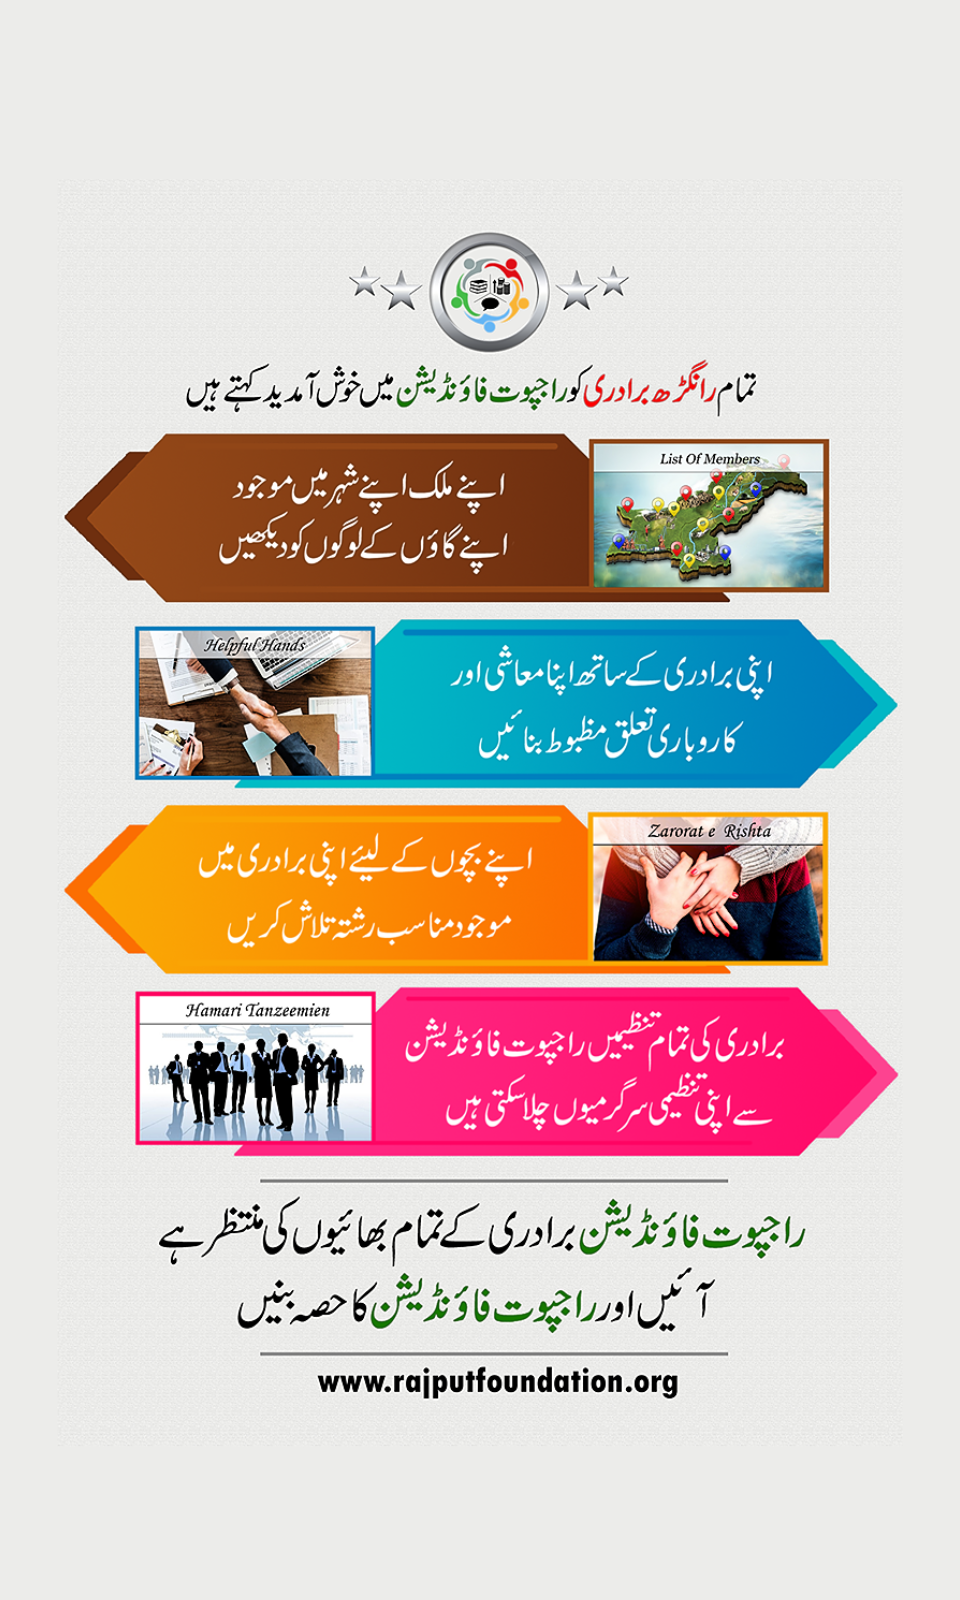 تمام رانگڑھ برادری کو راجپوت فاؤنڈیشن میں خوش آمدید کہتے ہیں
List Of Members
اپنے ملک اپنے شہر میں موجود
اپنے گاؤں کے لوگوں کو دیکھیں
Helpful Hands
اپنی برادری کے ساتھ اپنا معاشی اور
کاروباری تعلق مظبوط بنائیں
Zarorat e Rishta
اپنے بچوں کے لیئے اپنی برادری میں
موجود مناسب رشتہ تلاش کریں
Hamari Tanzeemien
برادری کی تمام تنظیمیں راجپوت فاؤنڈیشن
سے اپنی تنظیمی سرگرمیوں چلا سکتی ہیں
راجپوت فاؤنڈیشن برادری کے تمام بھائیوں کی منتظر ہے
آئیں اور راجپوت فاؤنڈیشن کا حصہ بنیں
www.rajputfoundation.org